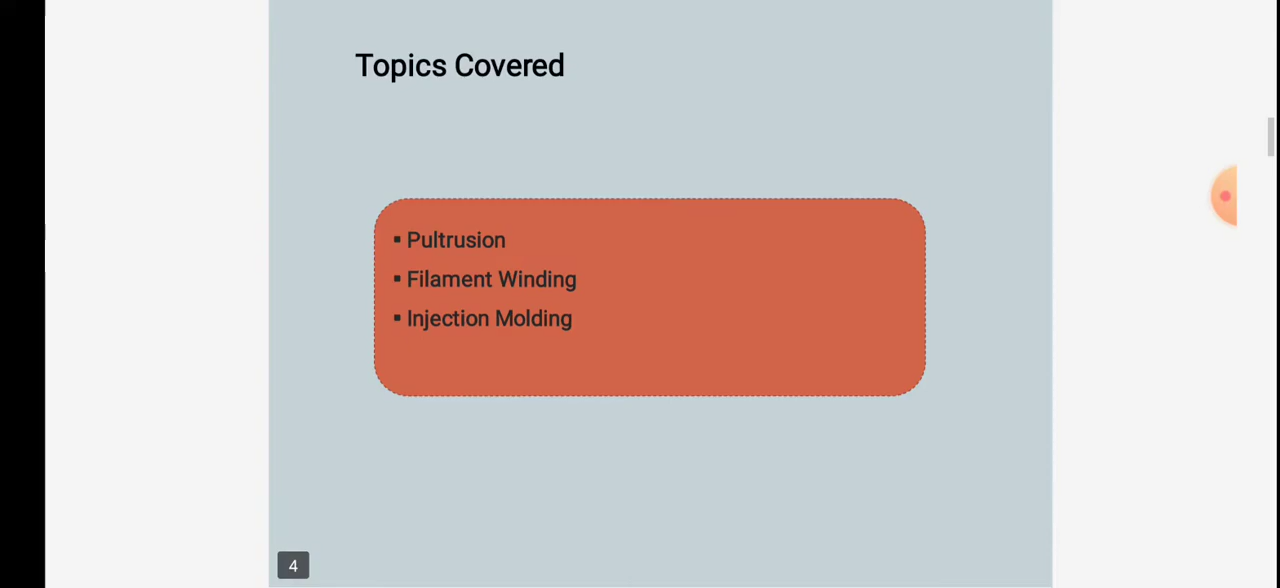 Topics Covered
▪ Pultrusion
▪ Filament Winding
▪ Injection Molding
4